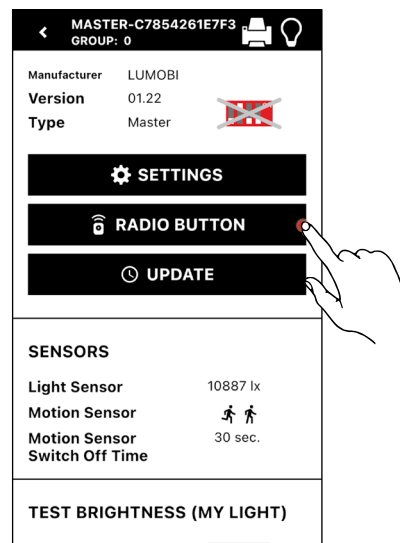 MASTER-C7854261E7F3
GROUP: 0
Manufacturer LUMOBI
Version 01.22
Type Master
SETTINGS
RADIO BUTTON
UPDATE
SENSORS
Light Sensor 10887 lx
Motion Sensor
Motion Sensor 30 sec.
Switch Off Time
TEST BRIGHTNESS (MY LIGHT)